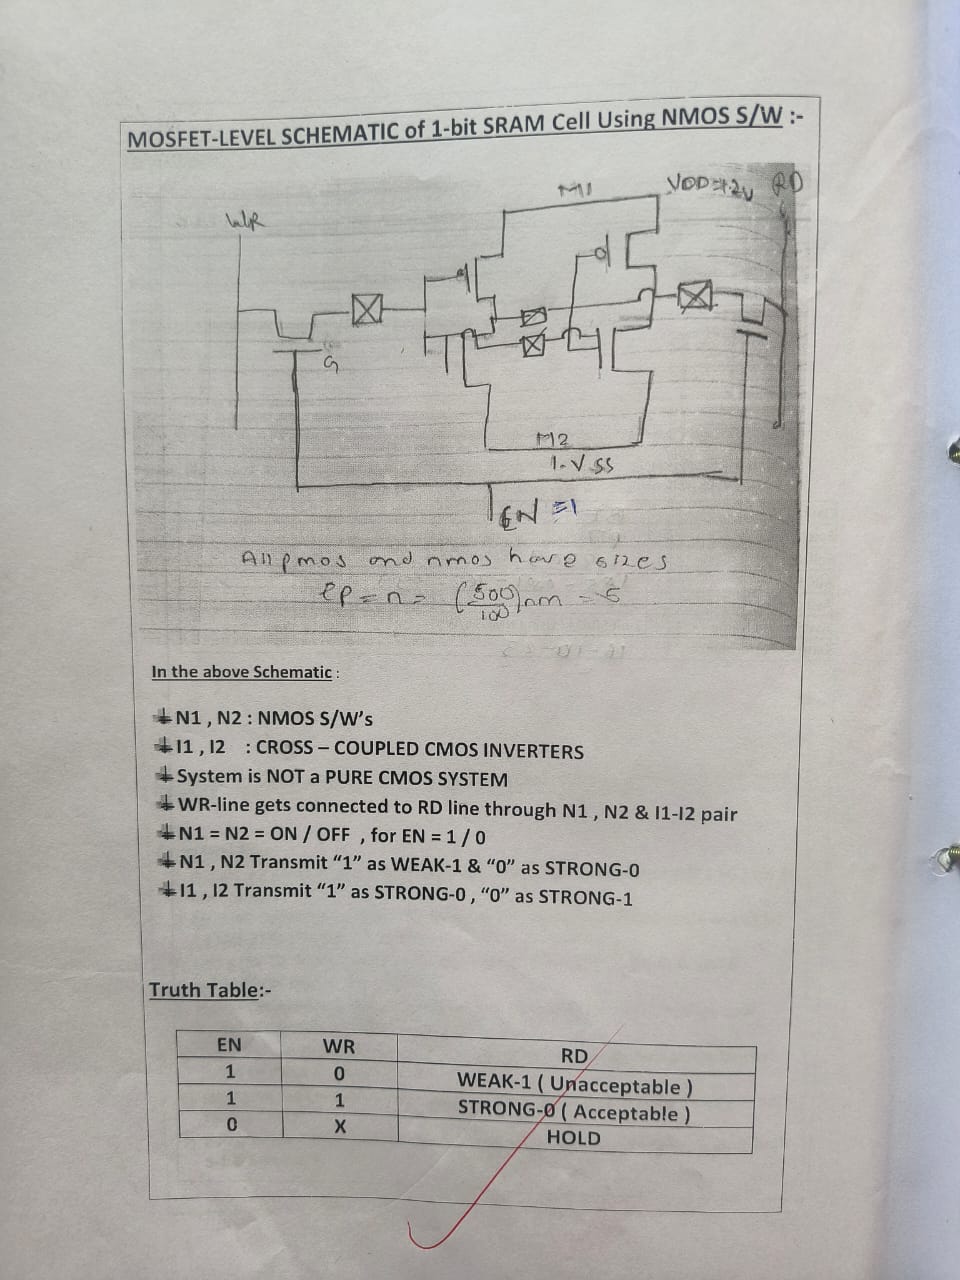 MOSFET-LEVEL SCHEMATIC of 1-bit SRAM Cell Using NMOS S/W :-
M11
VDD=1.2V
RD
WR
G
M2
1.VSS
EN =1
All pmos and nmos have sizes
= n = (500/100)nm = 5
In the above Schematic :
N1 , N2 : NMOS S/W's
I1 , I2 : CROSS – COUPLED CMOS INVERTERS
System is NOT a PURE CMOS SYSTEM
WR-line gets connected to RD line through N1 , N2 & I1-I2 pair
N1 = N2 = ON / OFF , for EN = 1 / 0
N1 , N2 Transmit “1” as WEAK-1 & “0” as STRONG-0
I1 , I2 Transmit “1” as STRONG-0 , “0” as STRONG-1
Truth Table:-
EN WR RD
1 0 WEAK-1 ( Unacceptable )
1 1 STRONG-0 ( Acceptable )
0 X HOLD